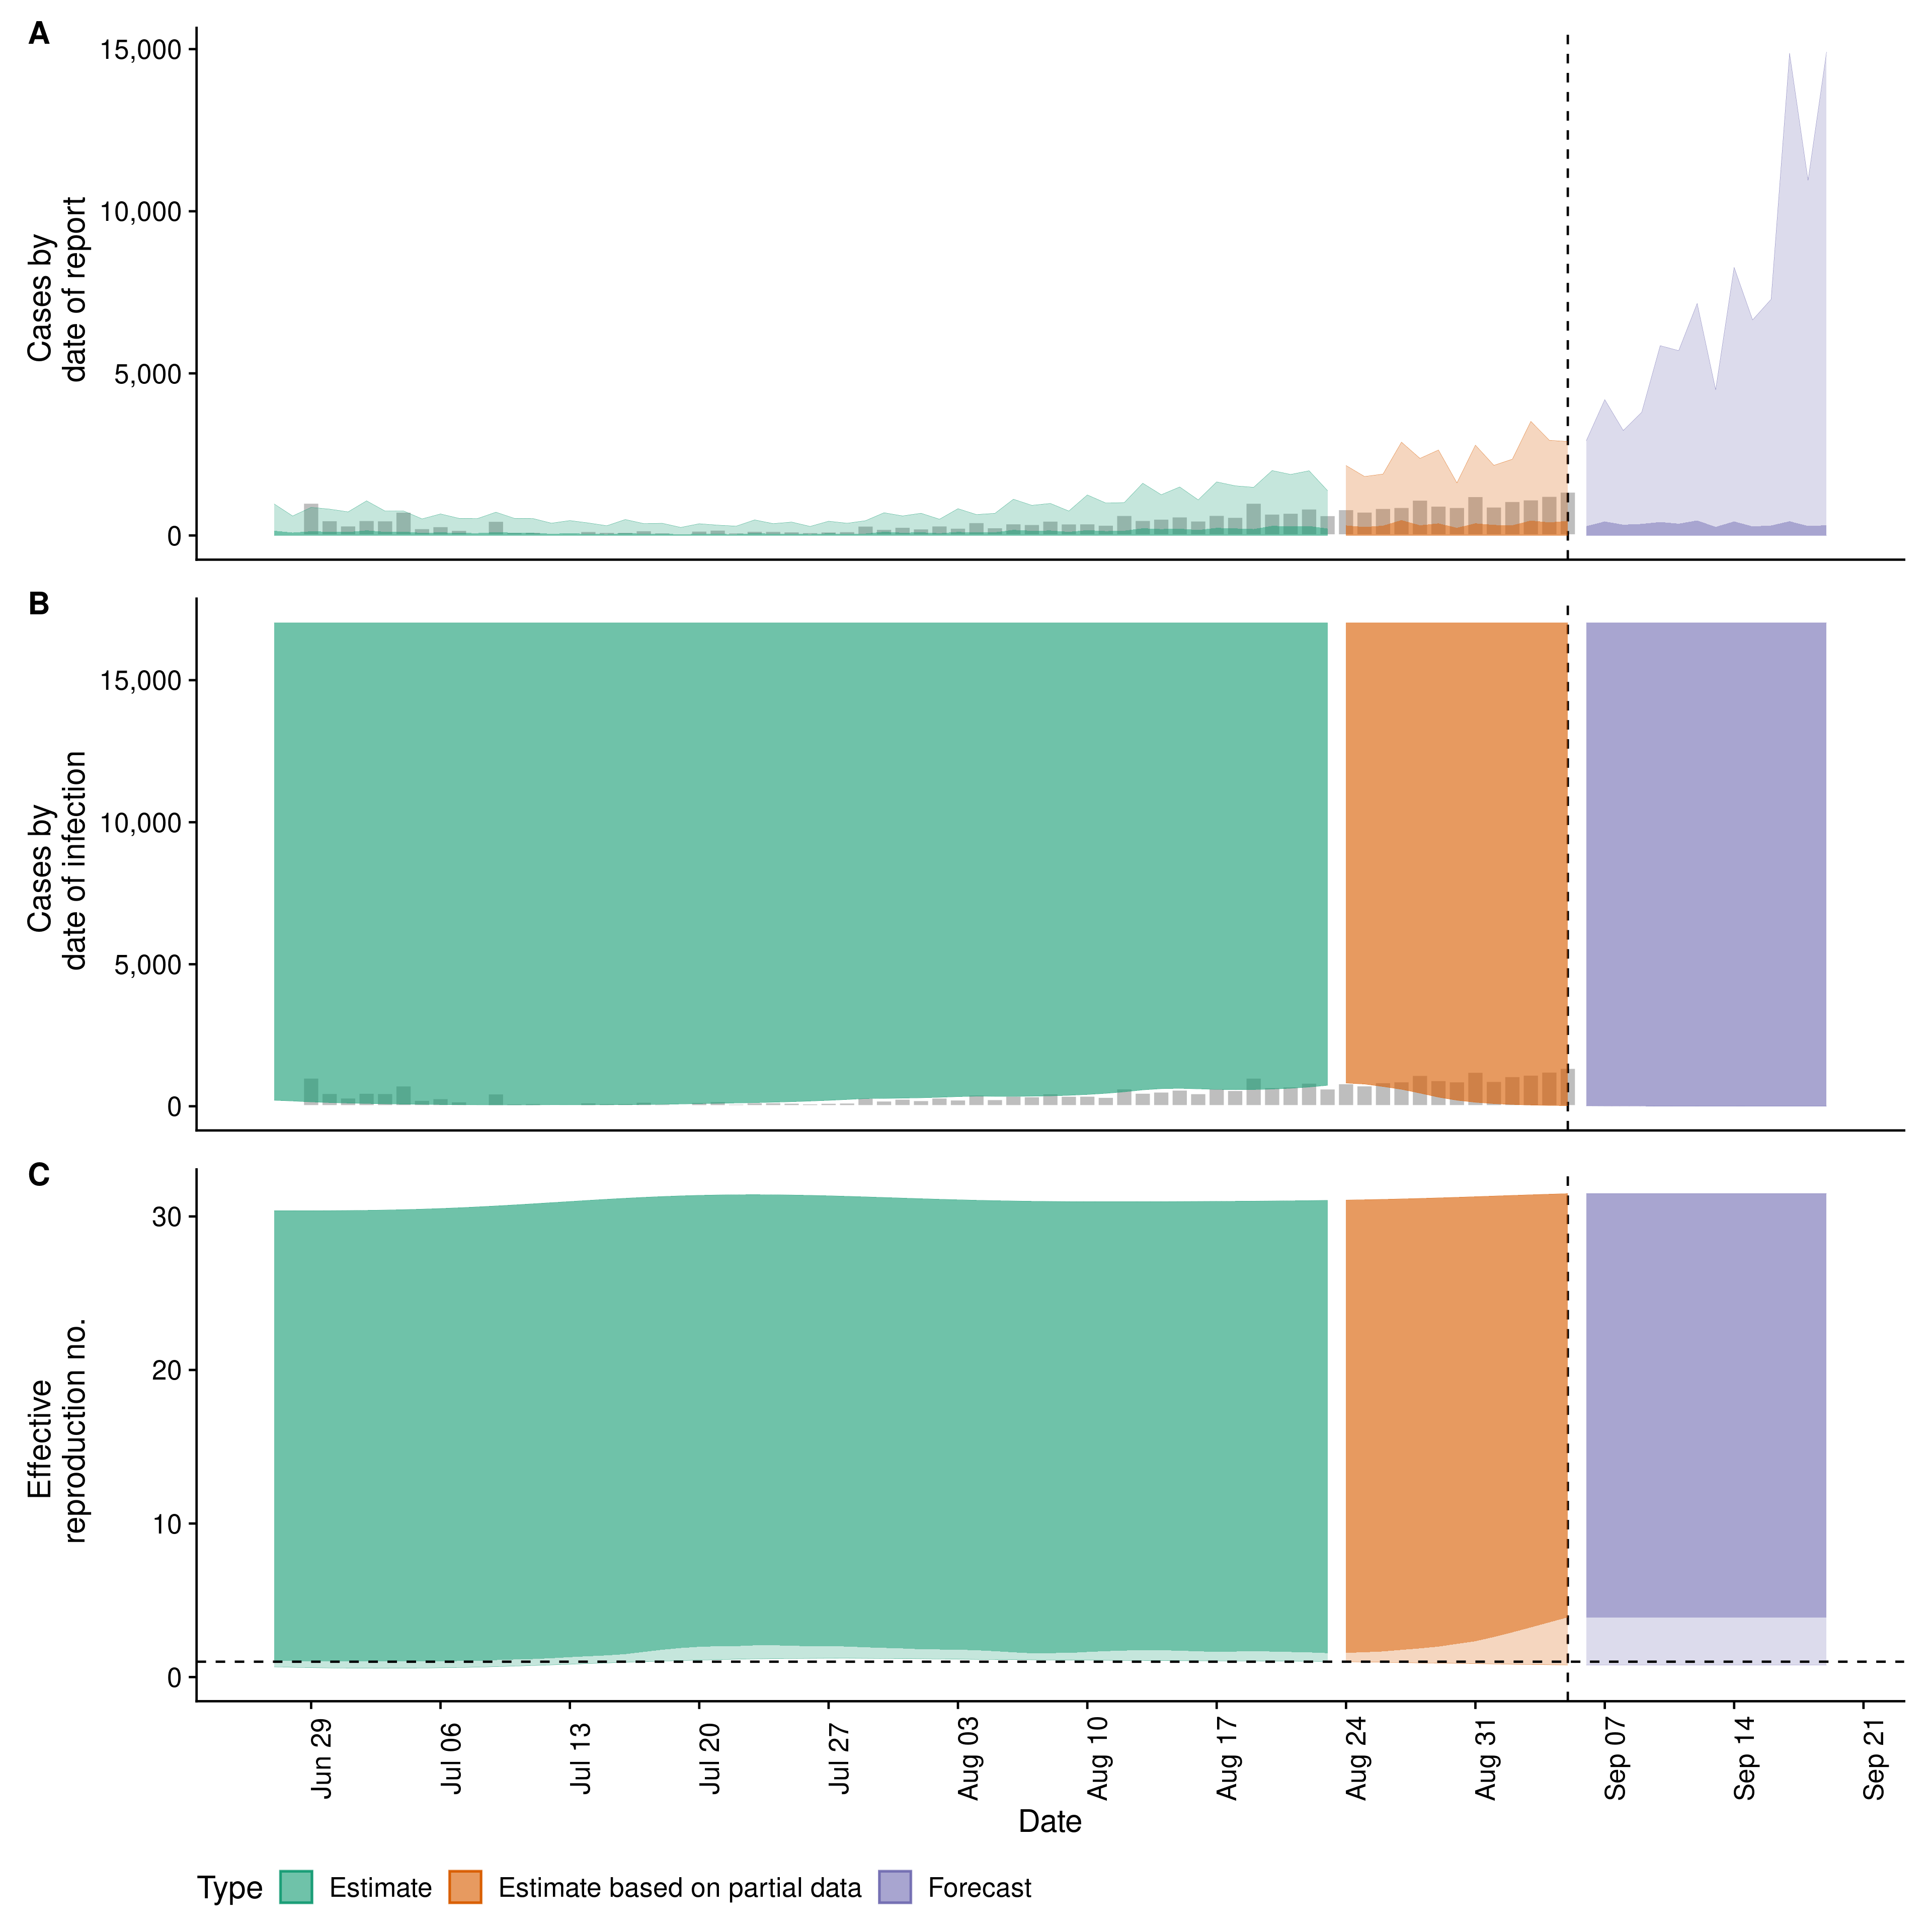 A
15,000
10,000
5,000
0
Cases by
date of report
B
15,000
10,000
5,000
0
Cases by
date of infection
C
30
20
10
0
Effective
reproduction no.
Jun 29
Jul 06
Jul 13
Jul 20
Jul 27
Aug 03
Aug 10
Aug 17
Aug 24
Aug 31
Sep 07
Sep 14
Sep 21
Date
Type Estimate Estimate based on partial data Forecast